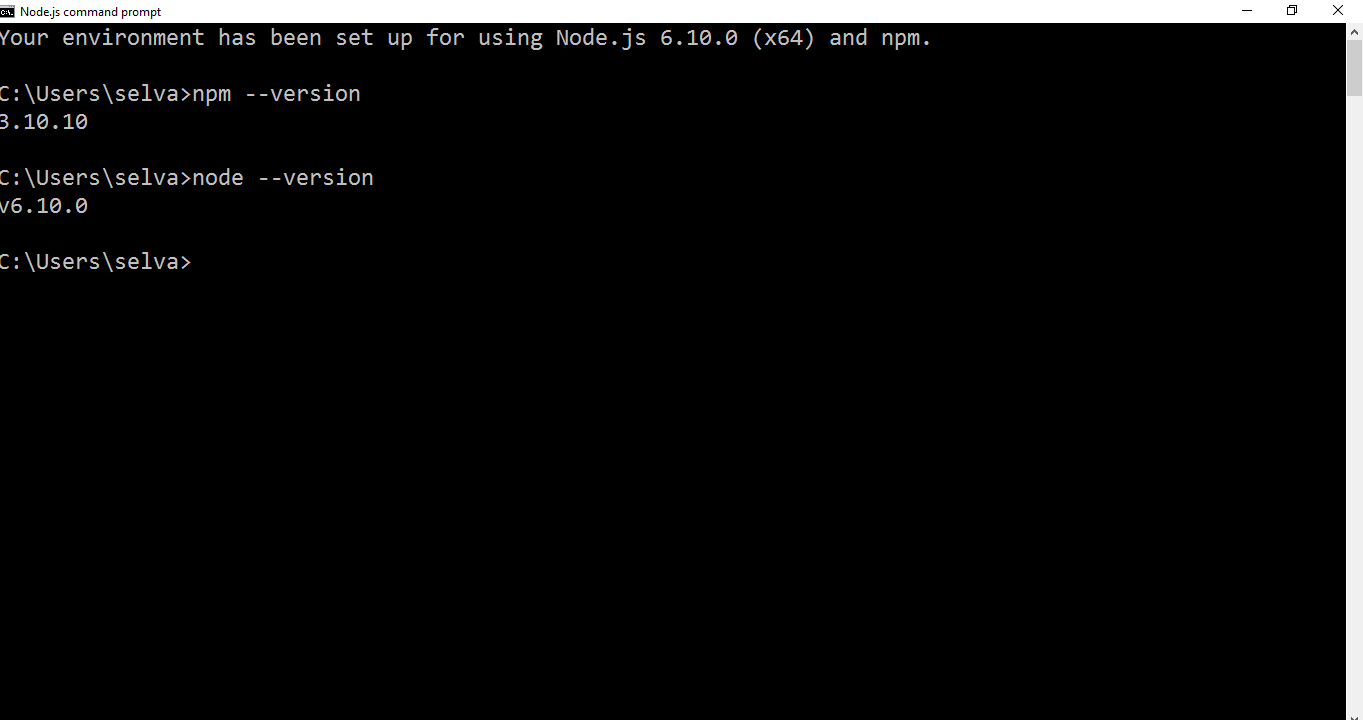 Node.js command prompt
Your environment has been set up for using Node.js 6.10.0 (x64) and npm.
C:\Users\selva>npm --version
3.10.10
C:\Users\selva>node --version
v6.10.0
C:\Users\selva>